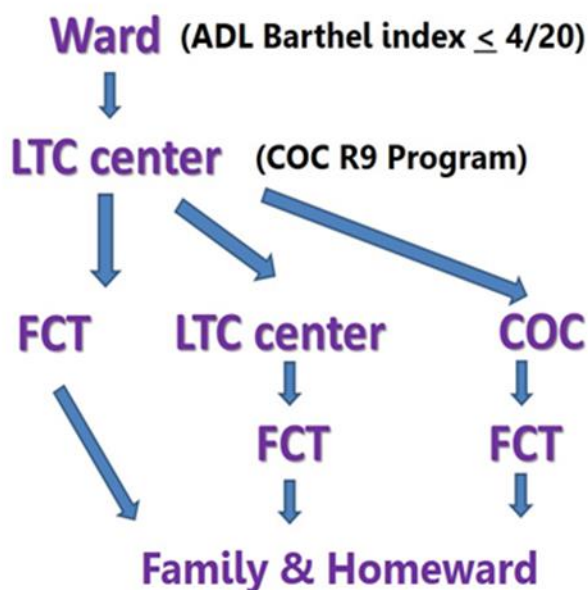 Ward (ADL Barthel index ≤ 4/20)
LTC center (COC R9 Program)
FCT LTC center COC
FCT FCT
Family & Homeward